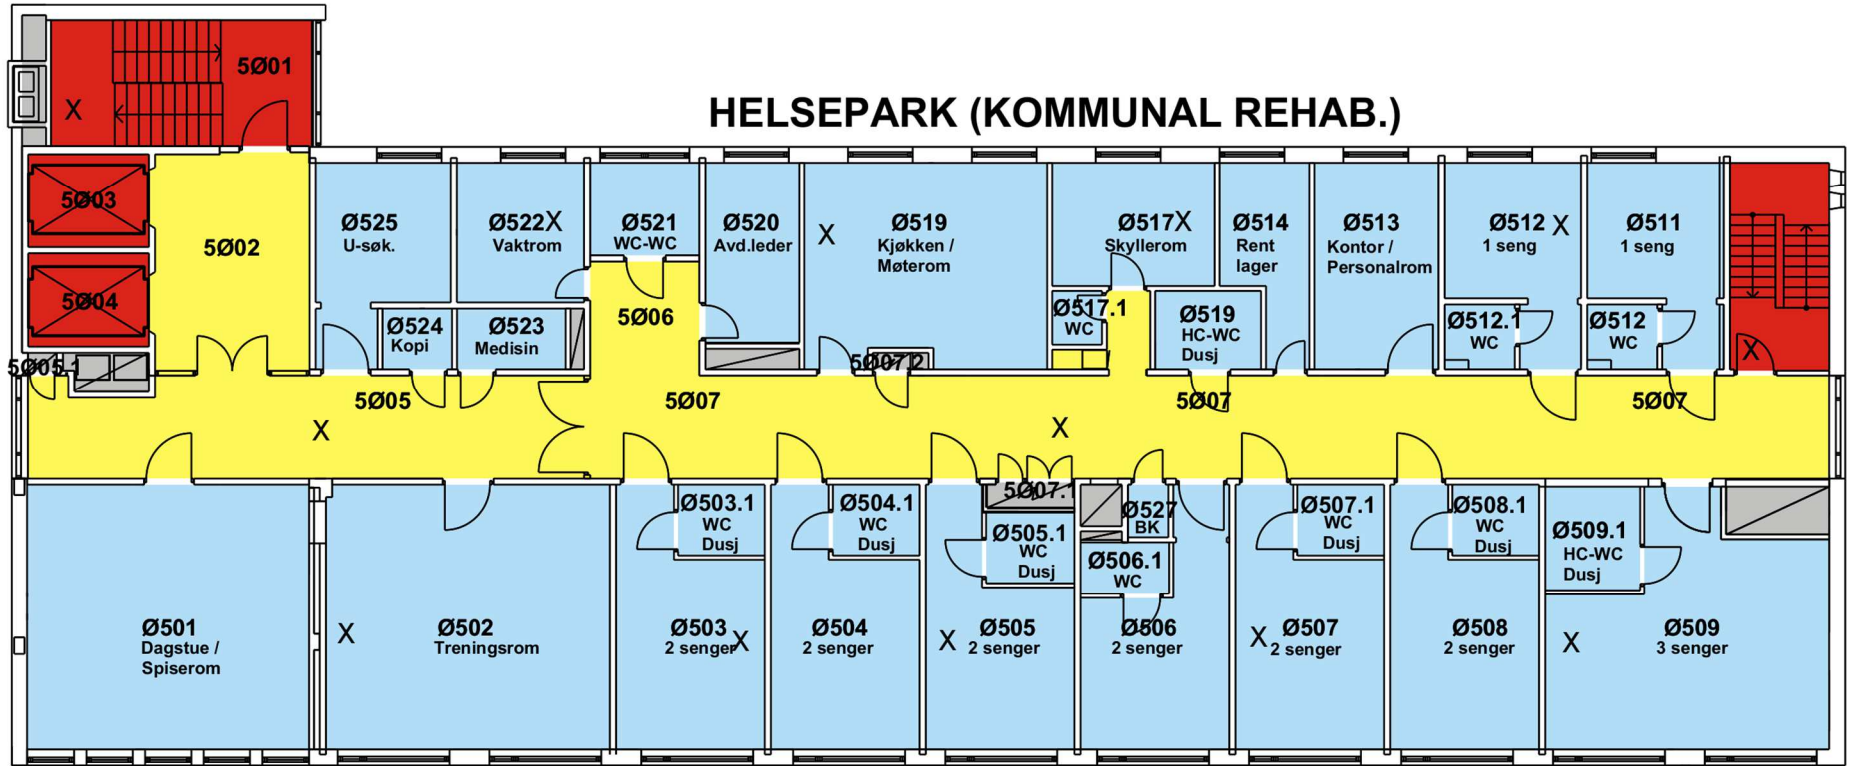 5Ø01
X
HELSEPARK (KOMMUNAL REHAB.)
5Ø03
5Ø02
5Ø04
5Ø05.1
Ø525
U-søk.
Ø522X
Vaktrom
Ø521
WC-WC
Ø520
Avd.leder
X
Ø519
Kjøkken /
Møterom
Ø517X
Skyllerom
Ø514
Rent
lager
Ø513
Kontor /
Personalrom
Ø512
X
1 seng
Ø511
1 seng
Ø524
Kopi
Ø523
Medisin
5Ø06
5Ø07.2
Ø517.1
WC
Ø519
HC-WC
Dusj
Ø512.1
WC
Ø512
WC
X
5Ø05
X
5Ø07
X
5Ø07
5Ø07
Ø503.1
WC
Dusj
Ø504.1
WC
Dusj
5Ø07.1
Ø505.1
WC
Dusj
Ø527
BK
Ø506.1
WC
Ø507.1
WC
Dusj
Ø508.1
WC
Dusj
Ø509.1
HC-WC
Dusj
Ø501
Dagstue /
Spiserom
X
Ø502
Treningsrom
Ø503
2 senger
X
Ø504
2 senger
X
Ø505
2 senger
Ø506
2 senger
X
Ø507
2 senger
Ø508
2 senger
X
Ø509
3 senger